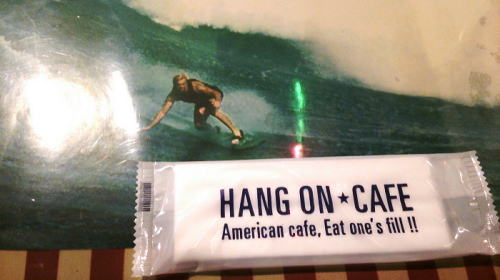 HANG ON★CAFE
American cafe, Eat one's fill !!